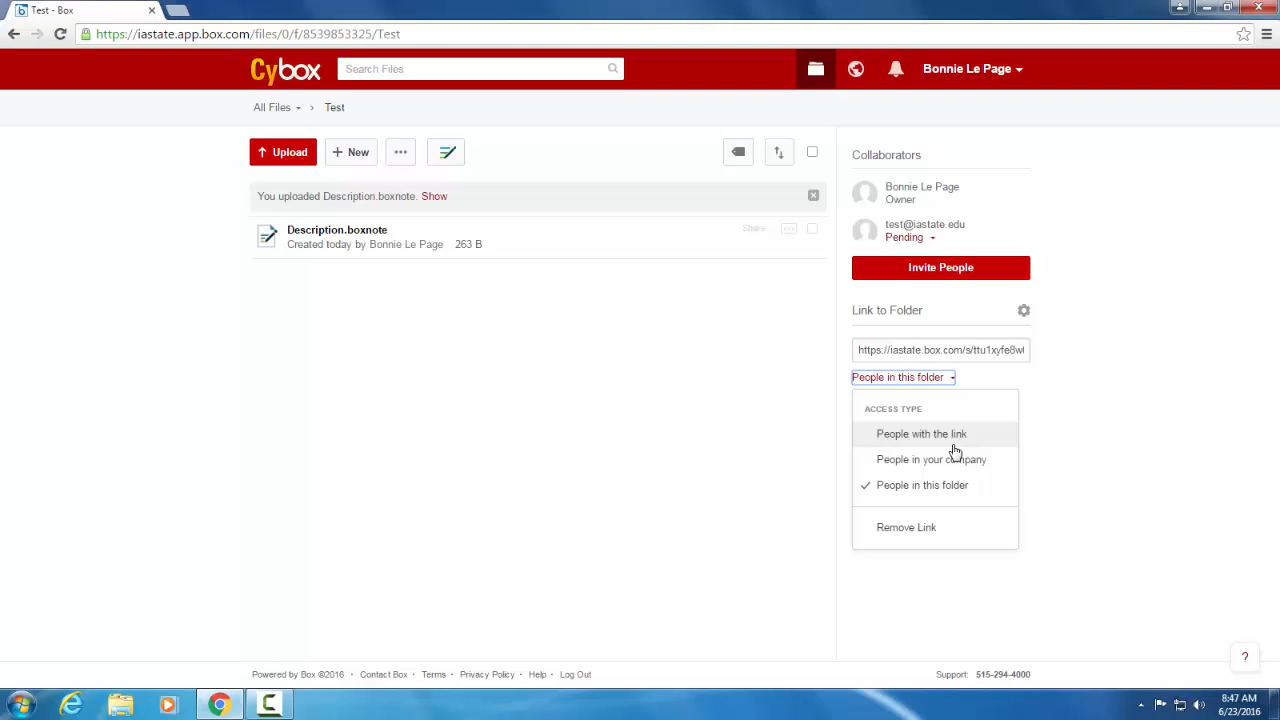 Test - Box
https://iastate.app.box.com/files/0/f/8539853325/Test
Cybox
Search Files
Bonnie Le Page
All Files › Test
Upload
New
Collaborators
You uploaded Description.boxnote. Show
Bonnie Le Page
Owner
Description.boxnote
Share
Created today by Bonnie Le Page 263 B
test@iastate.edu
Pending
Invite People
Link to Folder
https://iastate.box.com/s/ttu1xyfe8w
People in this folder
ACCESS TYPE
People with the link
People in your company
People in this folder
Remove Link
?
Powered by Box ©2016 · Contact Box · Terms · Privacy Policy · Help · Log Out
Support: 515-294-4000
8:47 AM
6/23/2016